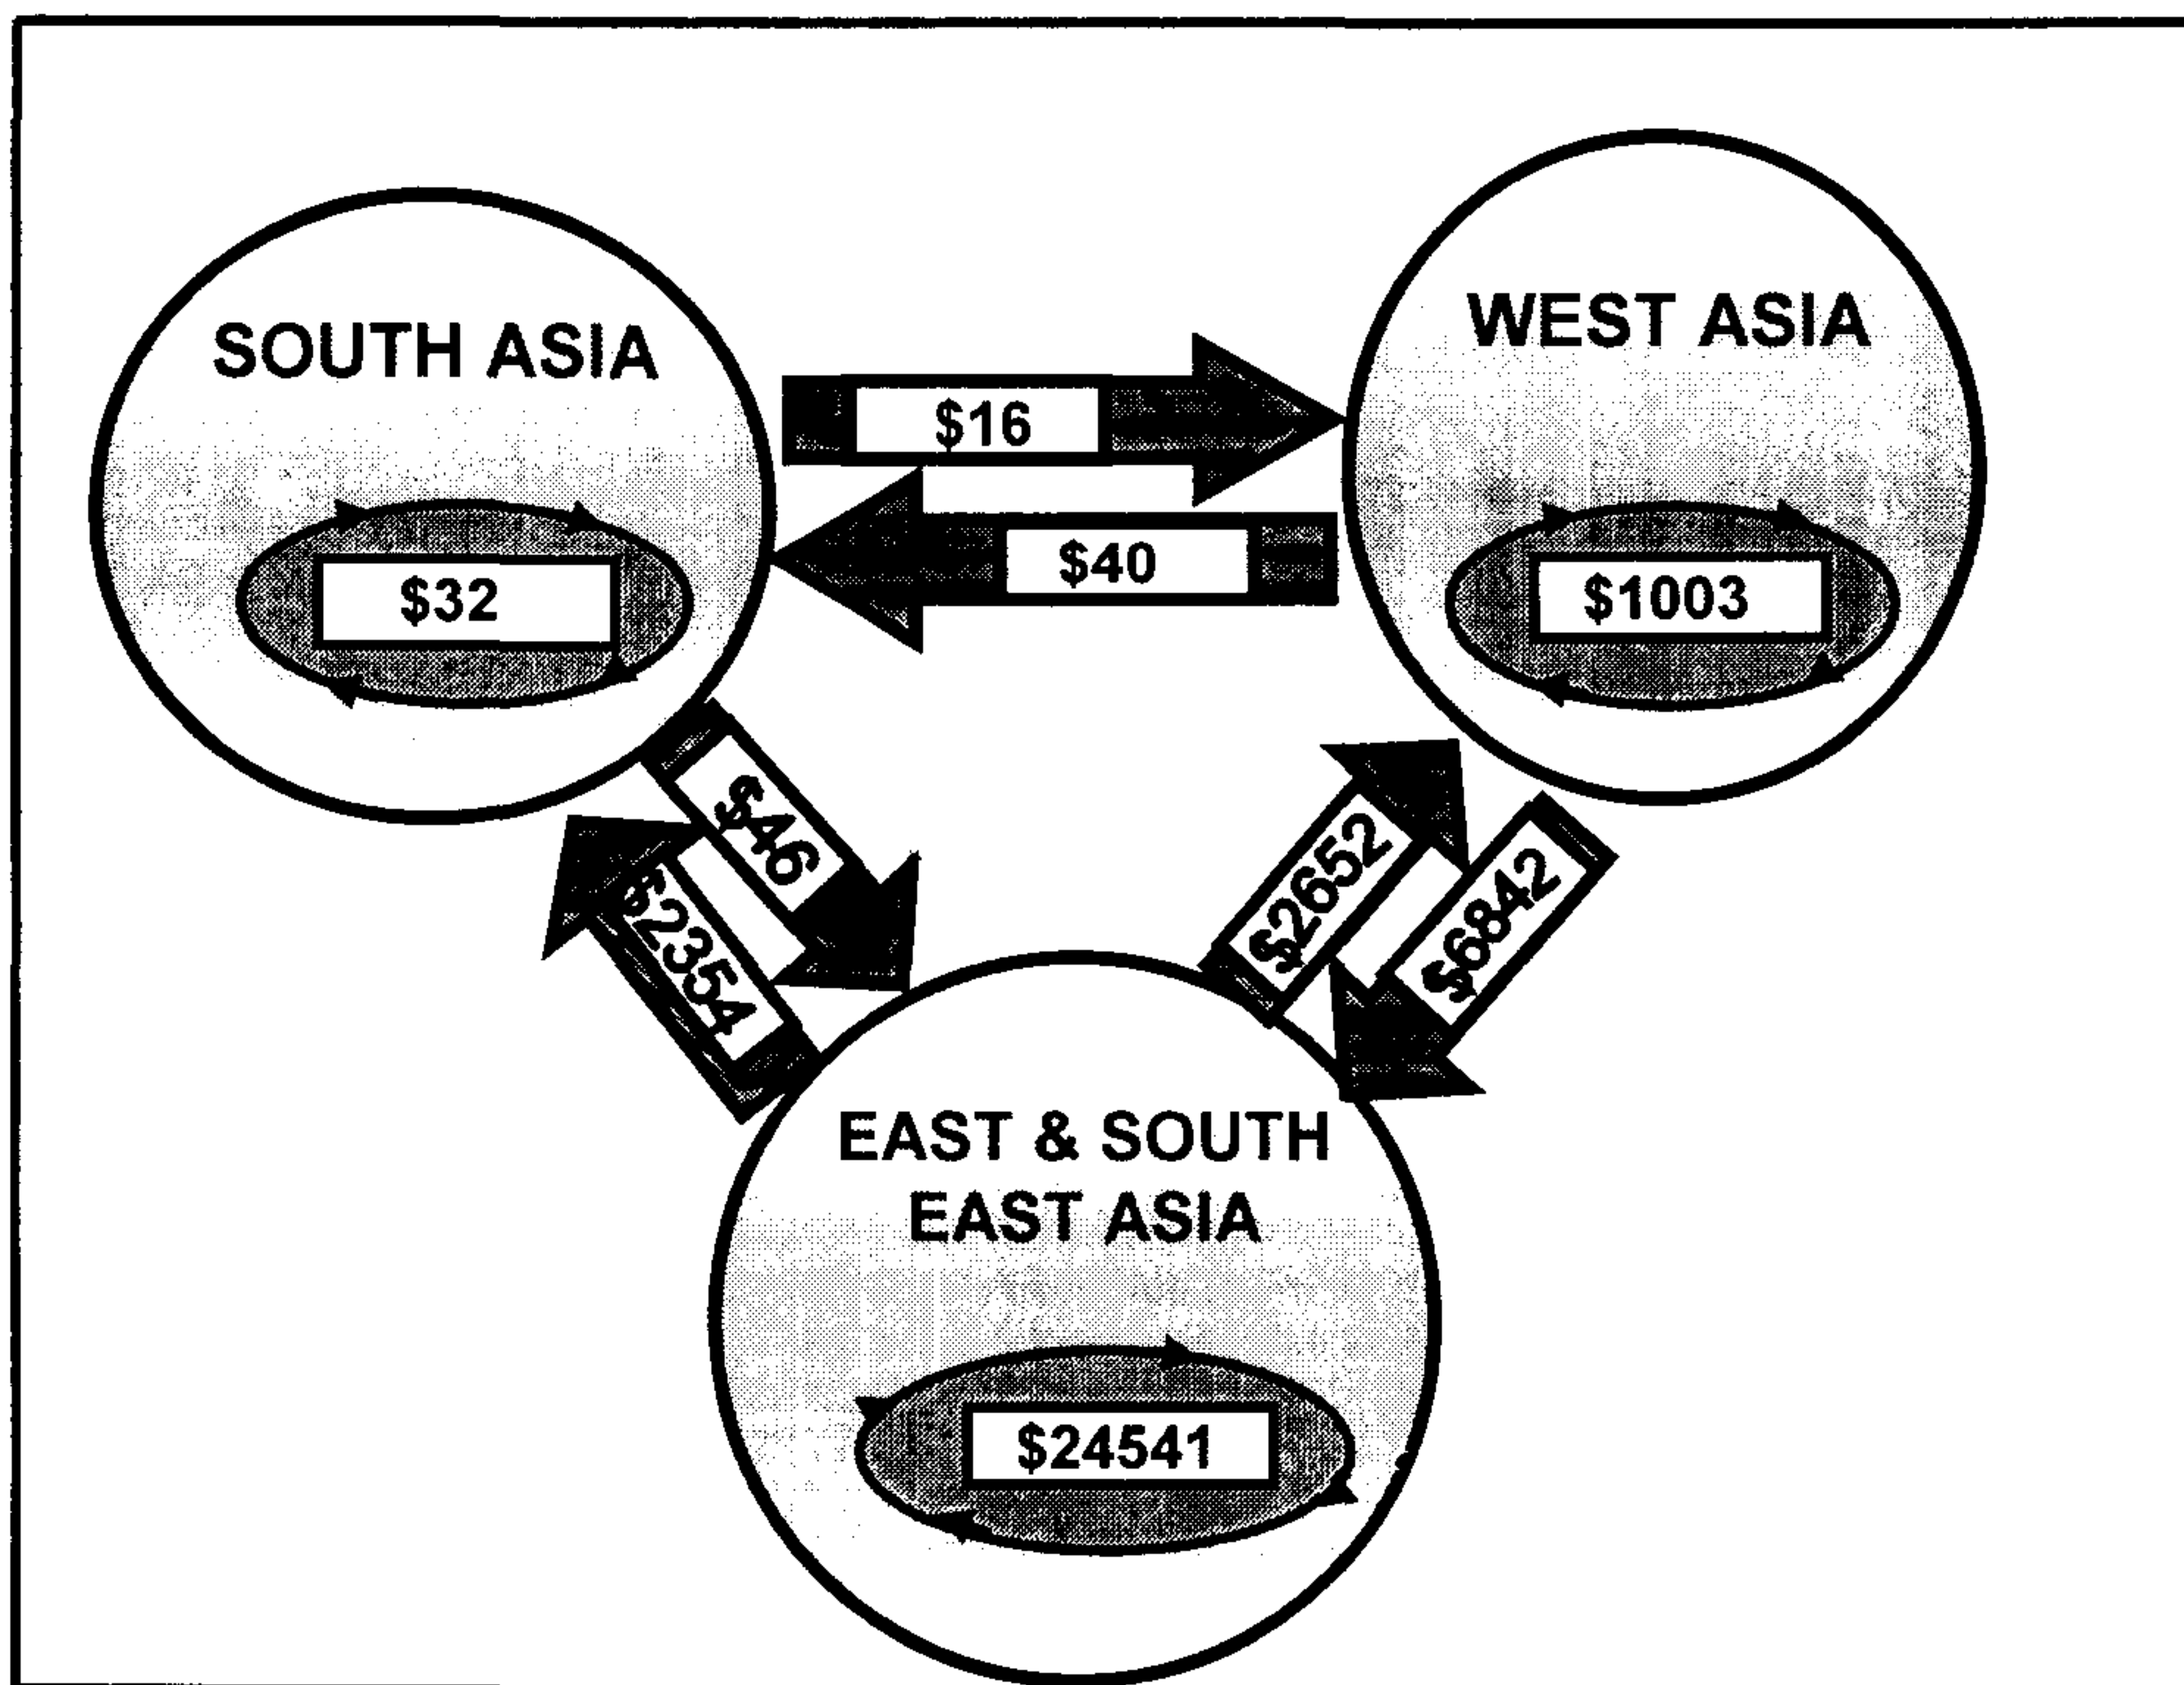 SOUTH ASIA
WEST ASIA
$16
$40
$32
$1003
$46
$2354
$2652
$6842
EAST & SOUTH
EAST ASIA
$24541